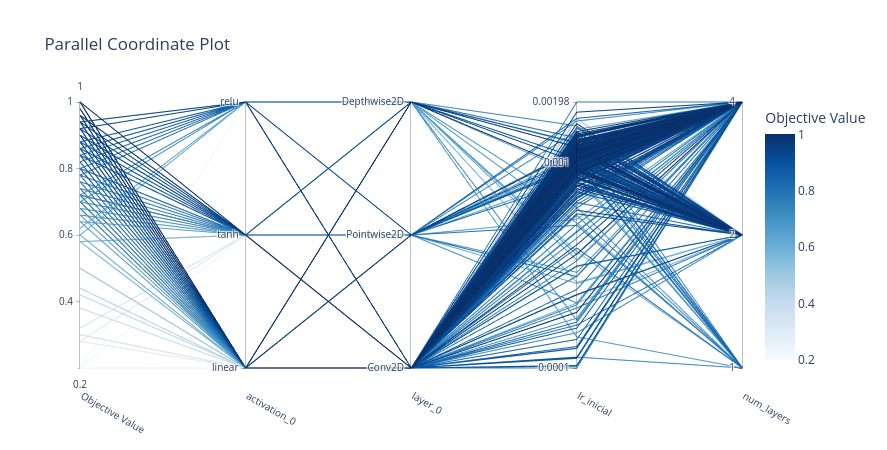 Parallel Coordinate Plot
1
1
0.8
0.6
0.4
0.2
Objective Value
relu
tanh
linear
activation_0
Depthwise2D
Pointwise2D
Conv2D
layer_0
0.00198
0.001
0.0001
lr_inicial
4
2
1
num_layers
Objective Value
1
0.8
0.6
0.4
0.2